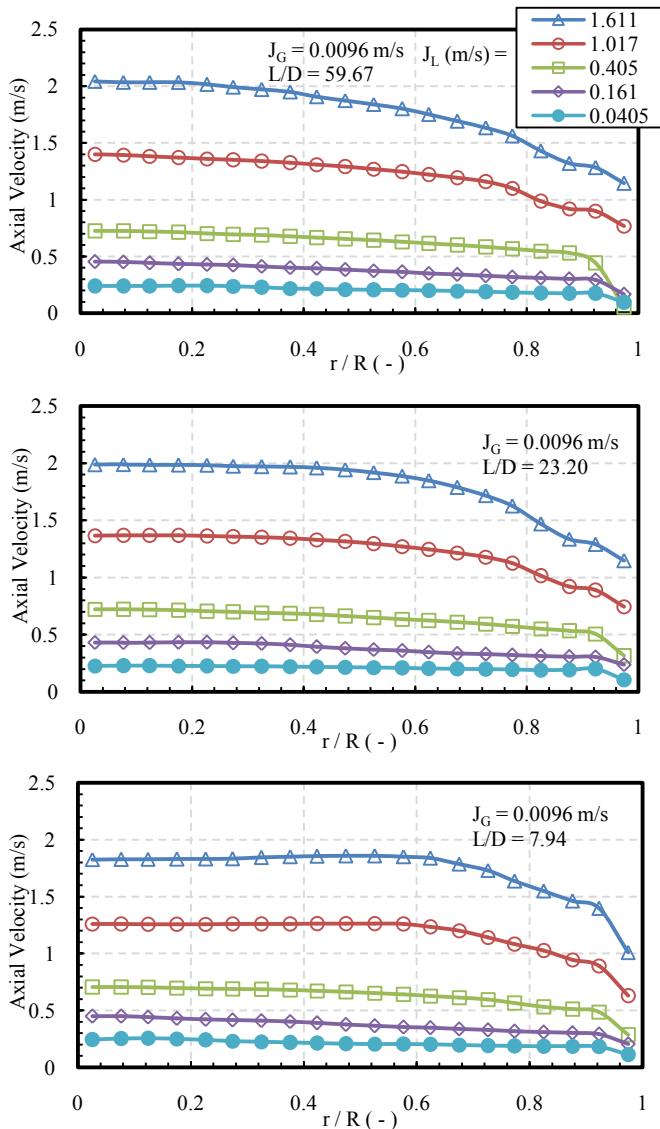 1.611
1.017
0.405
0.161
0.0405
J_G = 0.0096 m/s J_L (m/s) =
L/D = 59.67
Axial Velocity (m/s)
2.5
2
1.5
1
0.5
0
0 0.2 0.4 0.6 0.8 1
r / R ( - )
J_G = 0.0096 m/s
L/D = 23.20
Axial Velocity (m/s)
2.5
2
1.5
1
0.5
0
0 0.2 0.4 0.6 0.8 1
r / R ( - )
J_G = 0.0096 m/s
L/D = 7.94
Axial Velocity (m/s)
2.5
2
1.5
1
0.5
0
0 0.2 0.4 0.6 0.8 1
r / R ( - )